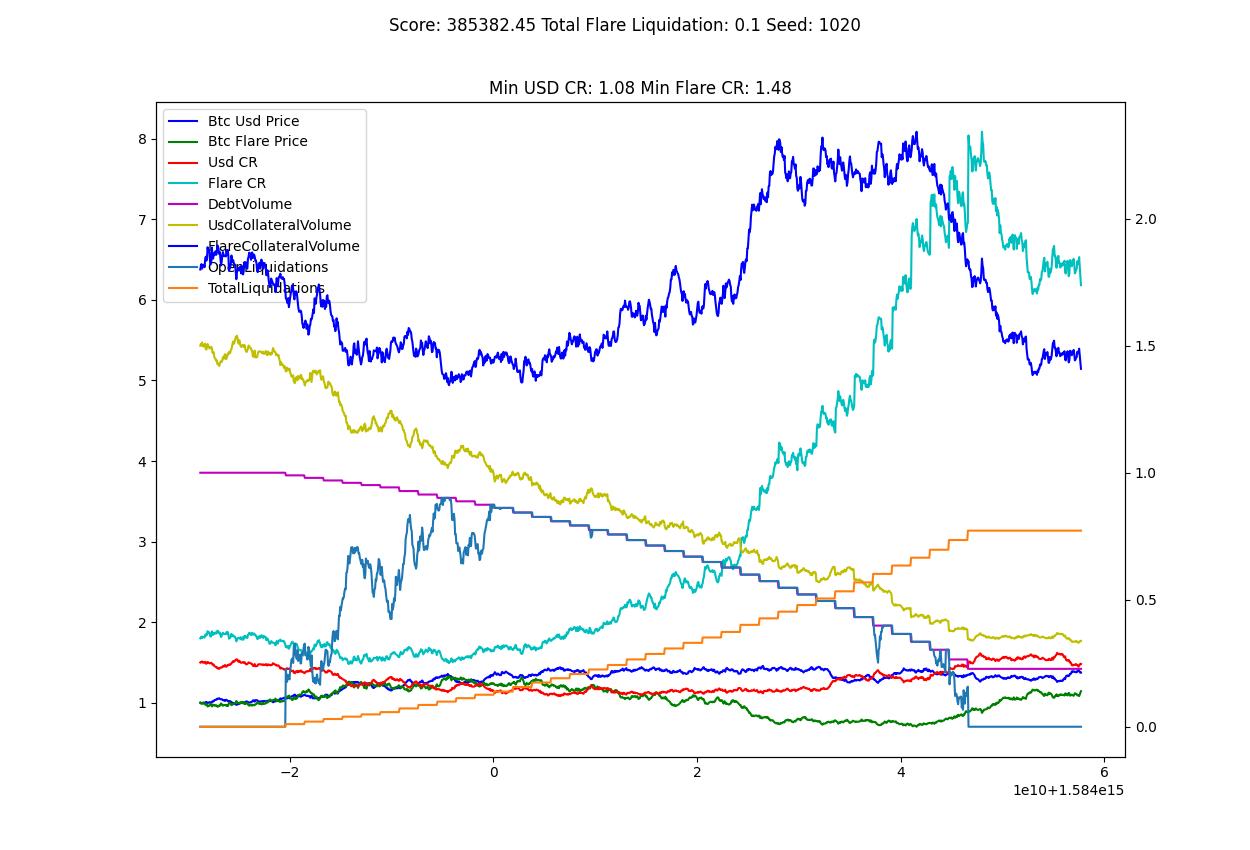 Score: 385382.45 Total Flare Liquidation: 0.1 Seed: 1020
Min USD CR: 1.08 Min Flare CR: 1.48
Btc Usd Price
Btc Flare Price
Usd CR
Flare CR
DebtVolume
UsdCollateralVolume
FlareCollateralVolume
OpenLiquidations
TotalLiquidations
8
7
6
5
4
3
2
1
2.0
1.5
1.0
0.5
0.0
−2
0
2
4
6
1e10+1.584e15